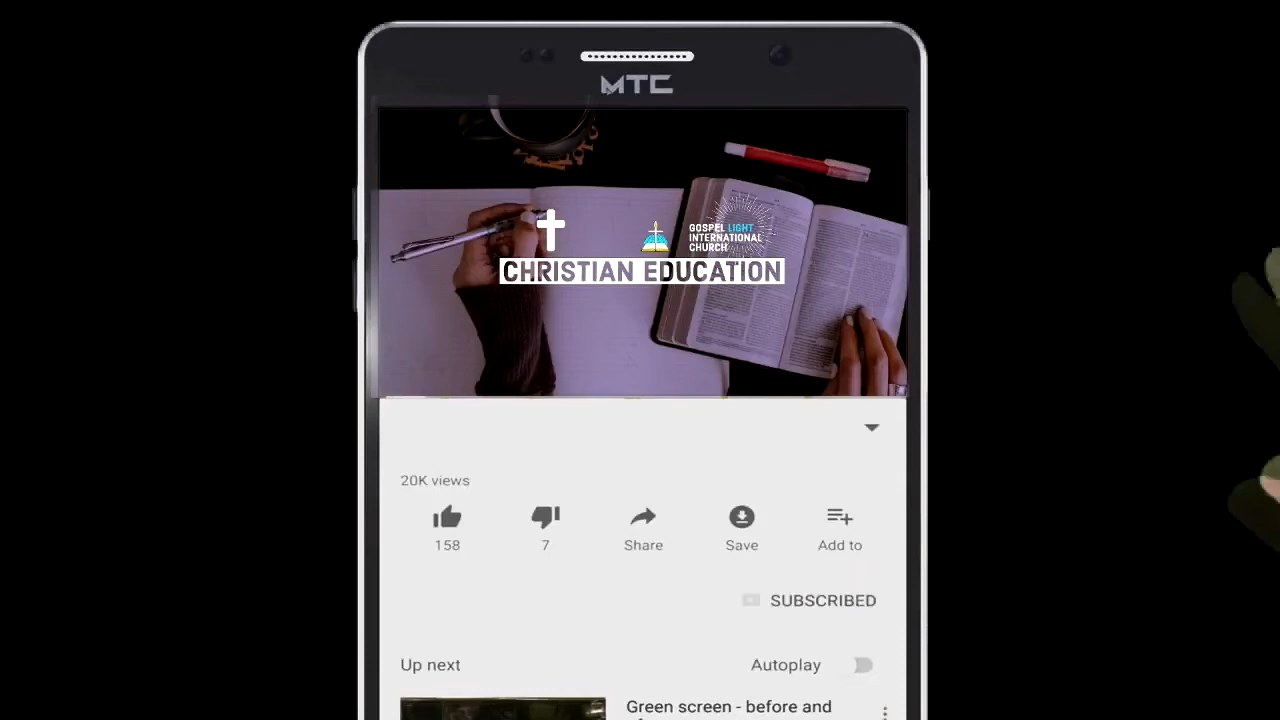 MTC
GOSPEL LIGHT
INTERNATIONAL
CHURCH
CHRISTIAN EDUCATION
20K views
158
7
Share
Save
Add to
SUBSCRIBED
Up next
Autoplay
Green screen - before and